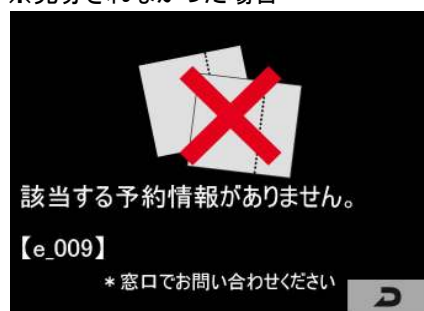 ※発券されなかった場合
該当する予約情報がありません。
【e_009】
*窓口でお問い合わせください